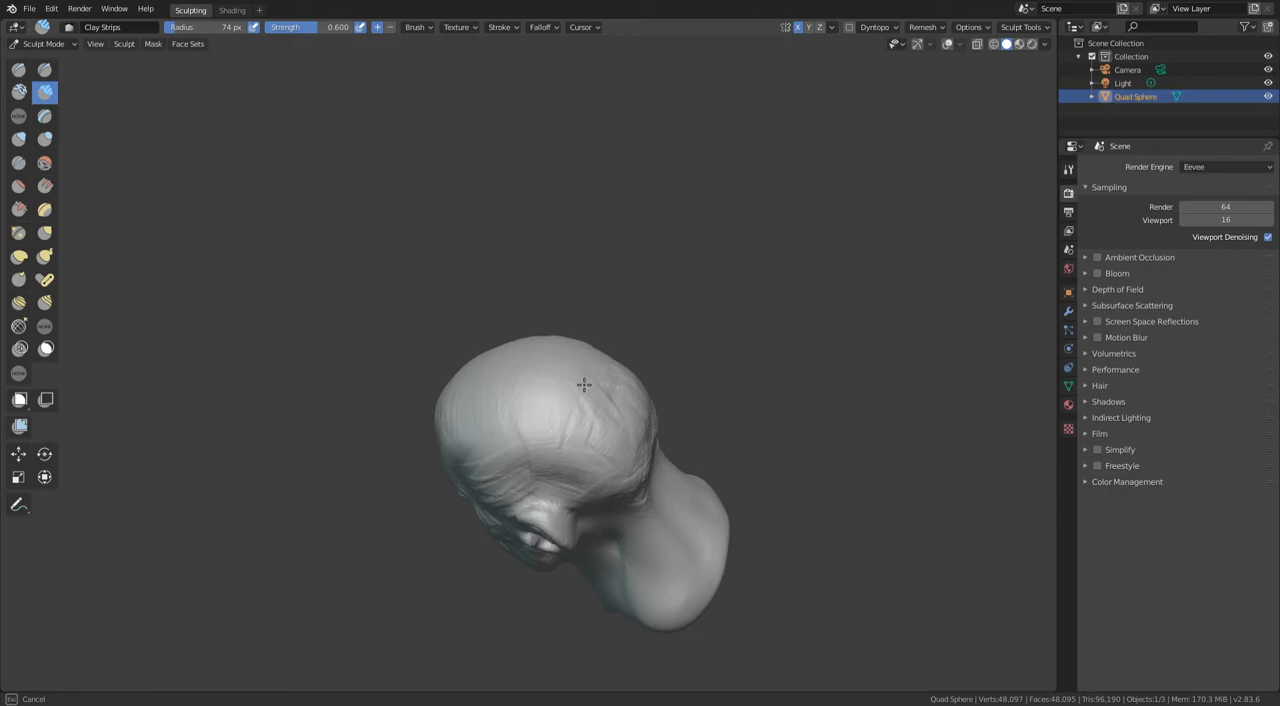 File Edit Render Window Help Sculpting Shading + Scene View Layer
Clay Strips Radius 74 px Strength 0.600 + − Brush Texture Stroke Falloff Cursor X Y Z Dyntopo Remesh Options Sculpt Tools
Sculpt Mode View Sculpt Mask Face Sets
Scene Collection
Collection
Camera
Light
Quad Sphere
Scene
Render Engine Eevee
Sampling
Render 64
Viewport 16
Viewport Denoising
Ambient Occlusion
Bloom
Depth of Field
Subsurface Scattering
Screen Space Reflections
Motion Blur
Volumetrics
Performance
Hair
Shadows
Indirect Lighting
Film
Simplify
Freestyle
Color Management
NONE
NONE
NONE
Esc Cancel Quad Sphere | Verts:48,097 | Faces:48,095 | Tris:96,190 | Objects:1/3 | Mem: 170.3 MiB | v2.83.6